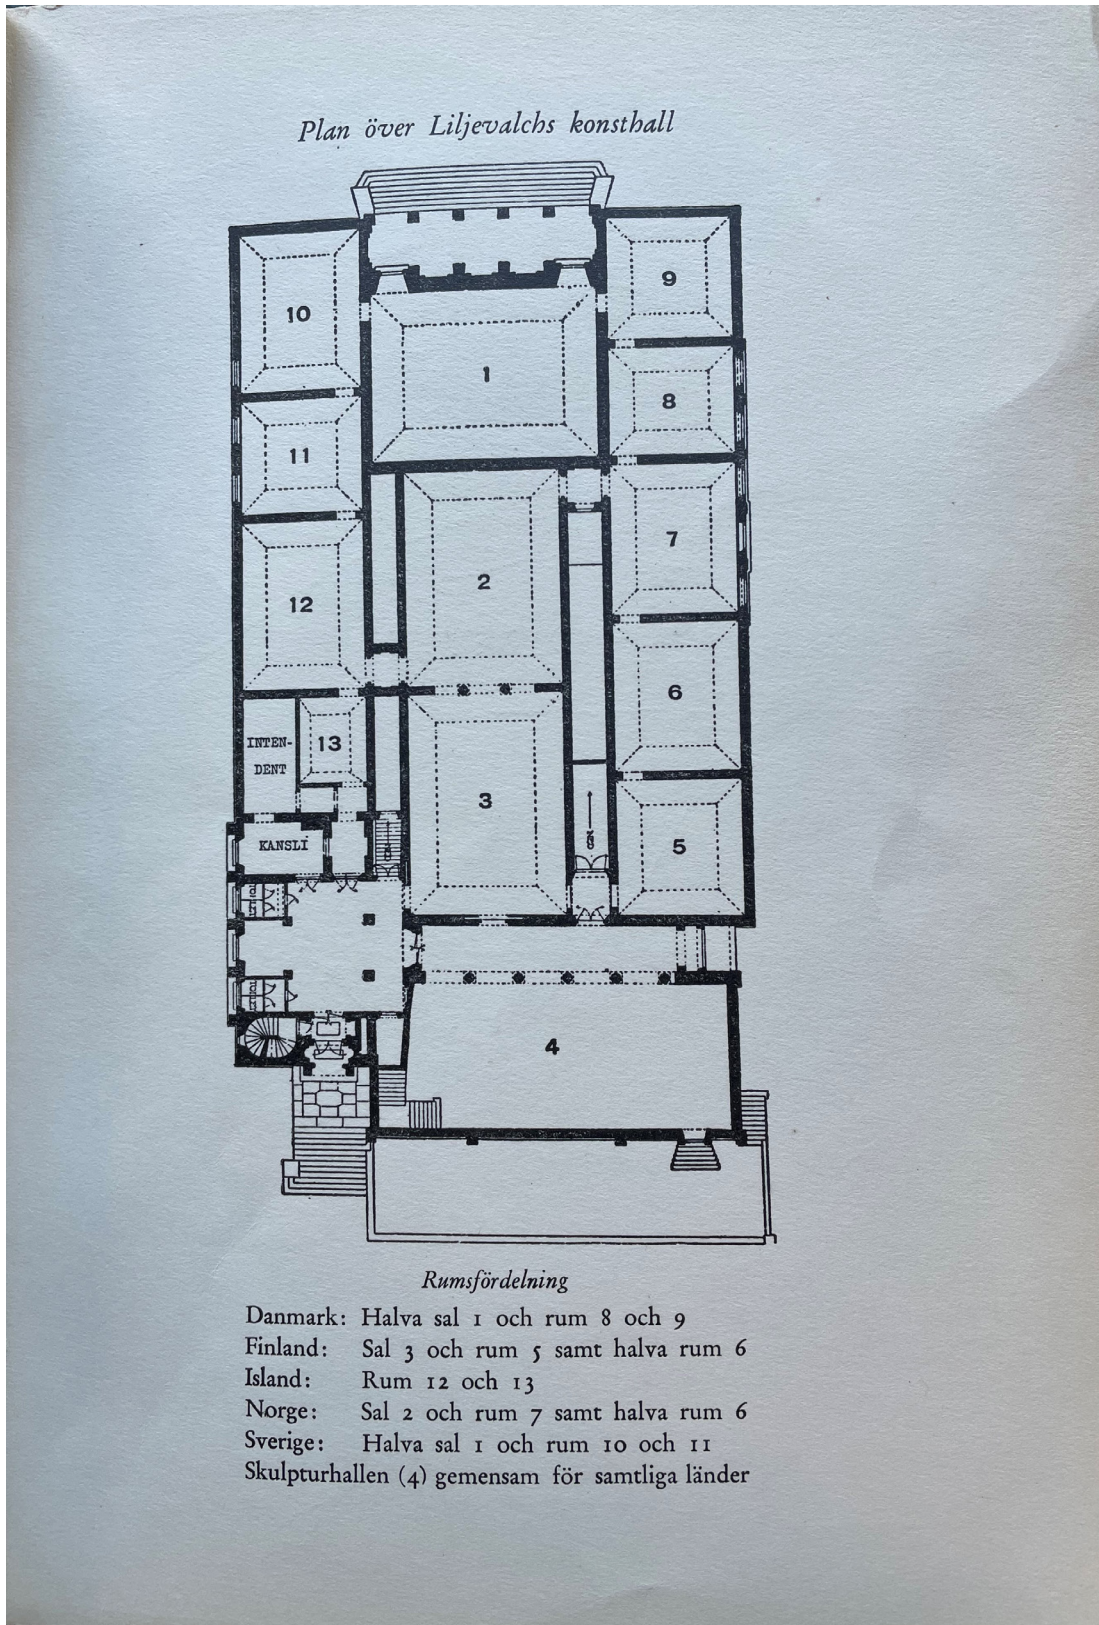 Plan över Liljevalchs konsthall
10
9
1
8
11
7
2
12
6
INTEN-
DENT
13
3
5
KANSLI
4
Rumsfördelning
Danmark: Halva sal 1 och rum 8 och 9
Finland: Sal 3 och rum 5 samt halva rum 6
Island: Rum 12 och 13
Norge: Sal 2 och rum 7 samt halva rum 6
Sverige: Halva sal 1 och rum 10 och 11
Skulpturhallen (4) gemensam för samtliga länder